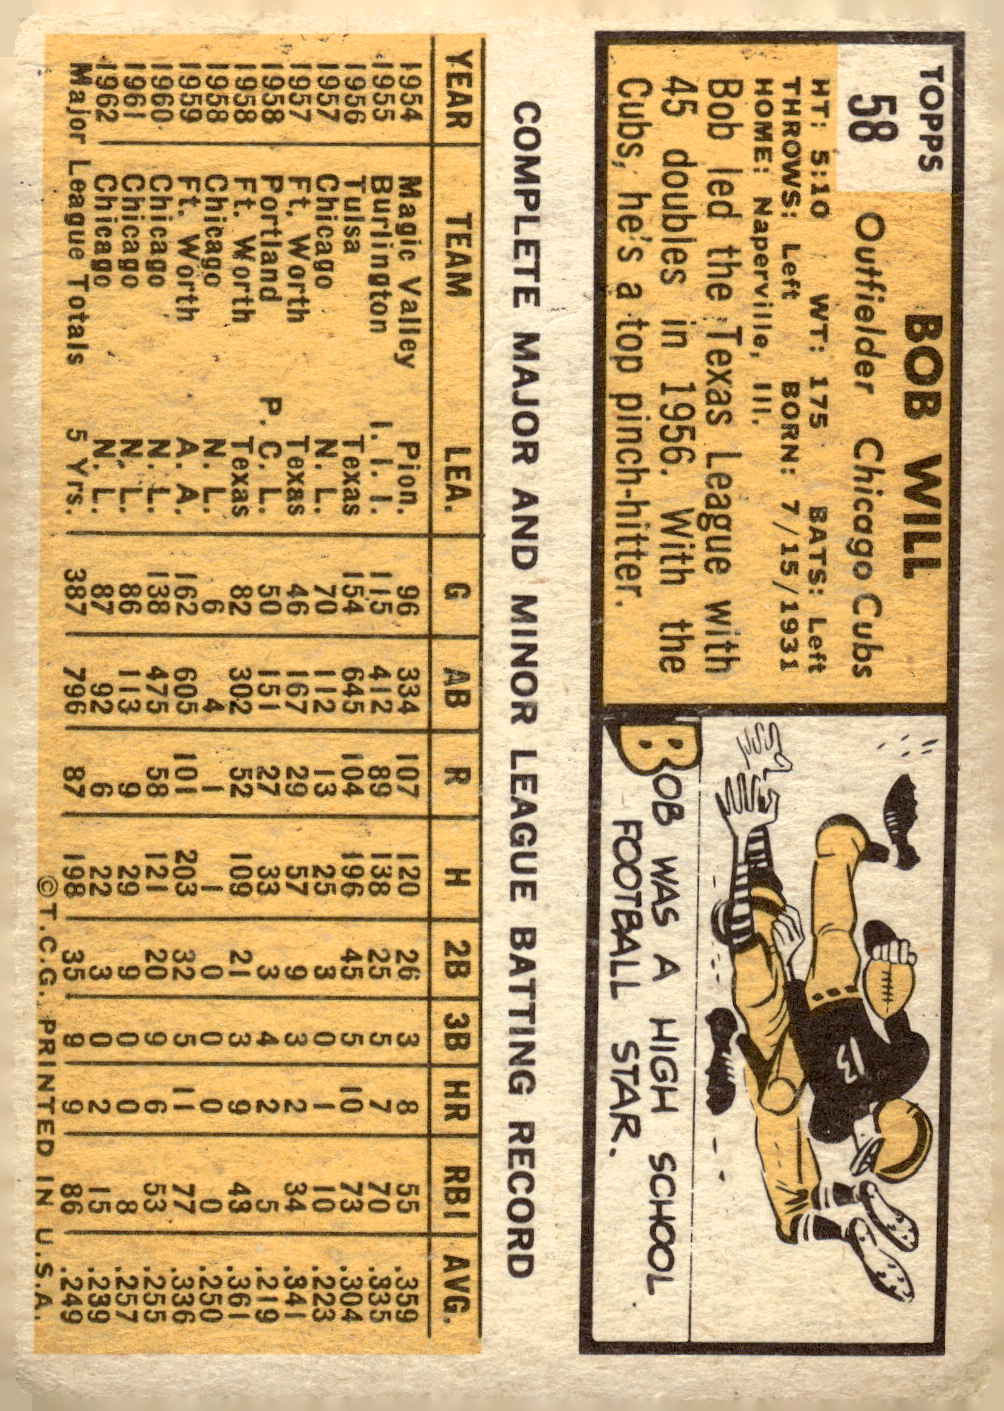 TOPPS
58
BOB WILL
Outfielder Chicago Cubs
HT: 5:10 WT: 175 BATS: Left
THROWS: Left BORN: 7/15/1931
HOME: Naperville, Ill.
Bob led the Texas League with
45 doubles in 1956. With the
Cubs, he's a top pinch-hitter.
BOB WAS A HIGH SCHOOL
FOOTBALL STAR.
COMPLETE MAJOR AND MINOR LEAGUE BATTING RECORD
YEAR TEAM LEA. G AB R H 2B 3B HR RBI AVG.
1954 Magic Valley Pion. 96 334 107 120 26 3 8 55 .359
1955 Burlington I. I. I. 115 412 89 138 25 5 7 70 .335
1956 Tulsa Texas 154 645 104 196 45 5 10 73 .304
1957 Chicago N. L. 70 112 13 25 3 0 1 10 .223
1957 Ft. Worth Texas 46 167 29 57 9 3 2 34 .341
1958 Portland P. C. L. 50 151 27 33 3 4 2 5 .219
1958 Ft. Worth Texas 82 302 52 109 21 3 9 43 .361
1958 Chicago N. L. 6 4 1 1 0 0 0 0 .250
1959 Ft. Worth A. A. 162 605 101 203 32 5 11 77 .336
1960 Chicago N. L. 138 475 58 121 20 9 6 53 .255
1961 Chicago N. L. 86 113 9 29 9 0 0 8 .257
1962 Chicago N. L. 87 92 6 22 3 0 2 15 .239
Major League Totals 5 Yrs. 387 796 87 198 35 9 9 86 .249
©T.C.G. PRINTED IN U.S.A.